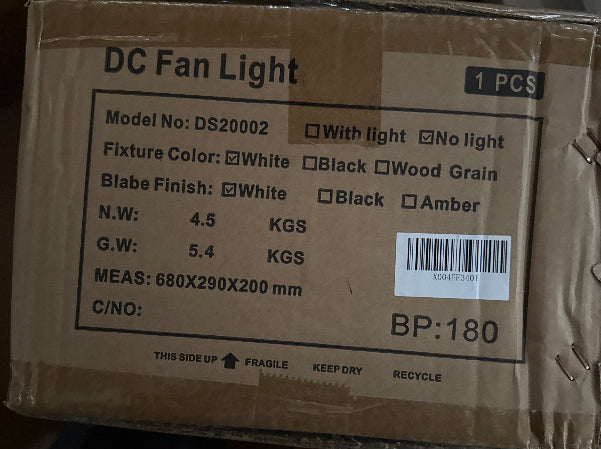 DC Fan Light
1 PCS
Model No: DS20002 ☐With light ☑No light
Fixture Color: ☑White ☐Black ☐Wood Grain
Blabe Finish: ☑White ☐Black ☐Amber
N.W: 4.5 KGS
G.W: 5.4 KGS
MEAS: 680X290X200 mm
C/NO:
BP:180
THIS SIDE UP FRAGILE KEEP DRY RECYCLE